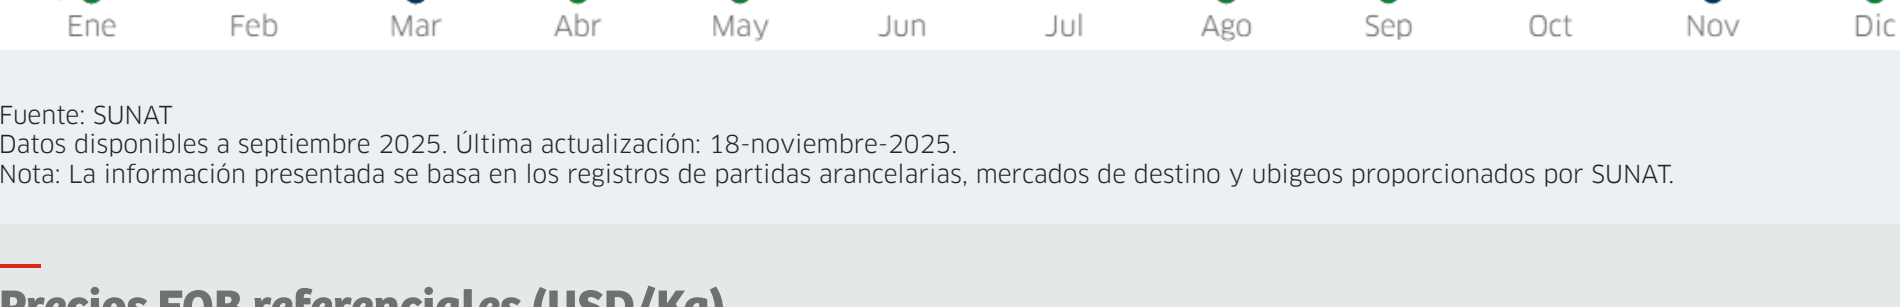 Ene Feb Mar Abr May Jun Jul Ago Sep Oct Nov Dic
Fuente: SUNAT
Datos disponibles a septiembre 2025. Última actualización: 18-noviembre-2025.
Nota: La información presentada se basa en los registros de partidas arancelarias, mercados de destino y ubigeos proporcionados por SUNAT.
Precios FOB referenciales (USD/Kg)